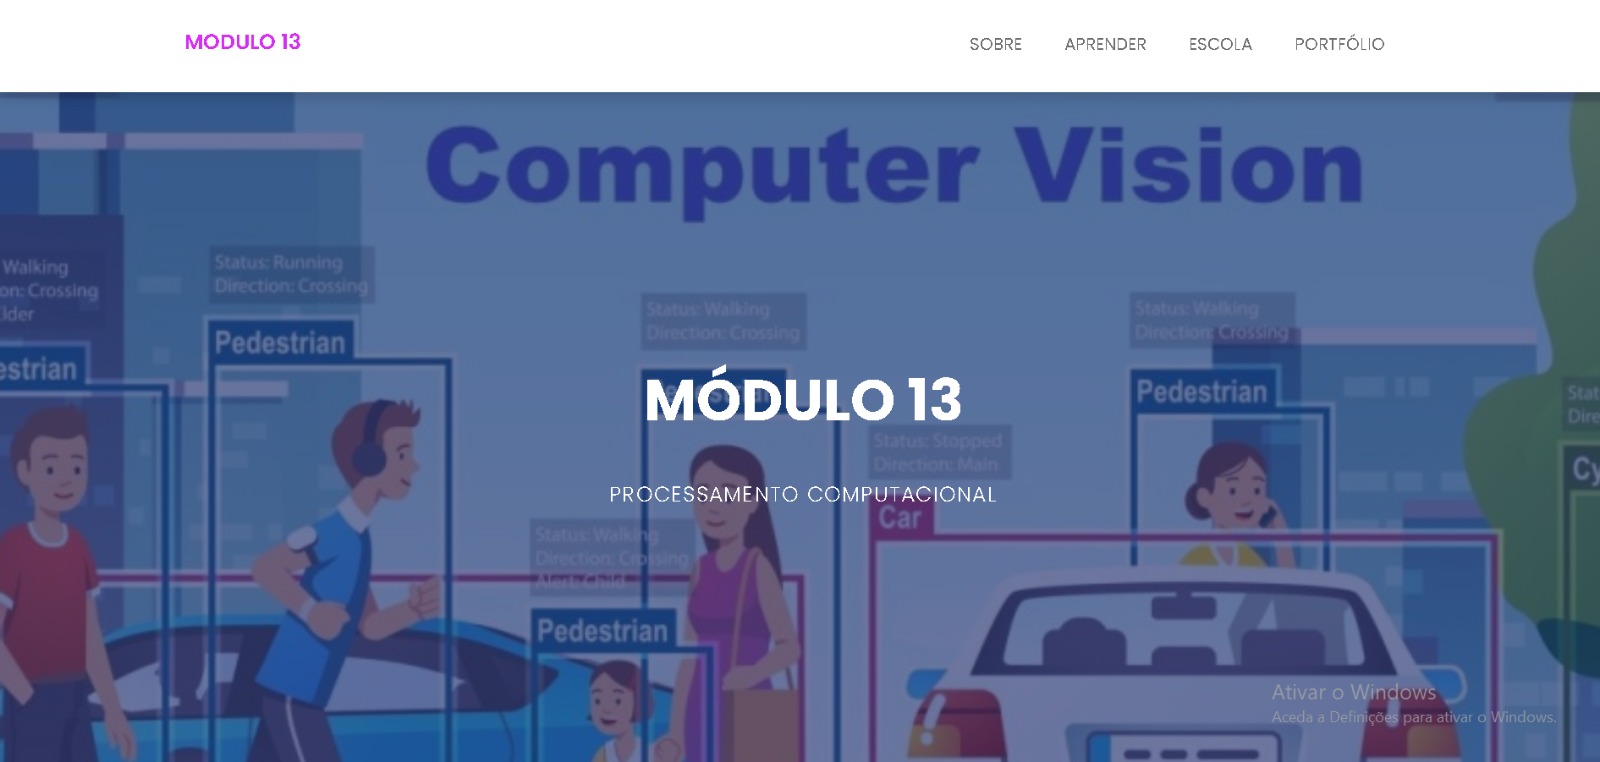 MODULO 13
SOBRE
APRENDER
ESCOLA
PORTFÓLIO
Computer Vision
Walking
on: Crossing
Status: Running
Direction: Crossing
Pedestrian
estrian
Status: Walking
Direction: Crossing
Status: Walking
Direction: Crossing
Pedestrian
MÓDULO 13
Status: Stopped
Direction: Main
PROCESSAMENTO COMPUTACIONAL
Car
Status: Walking
Direction: Crossing
Alert: Child
Pedestrian
Stat
Dire
Cy
Ativar o Windows
Aceda a Definições para ativar o Windows.